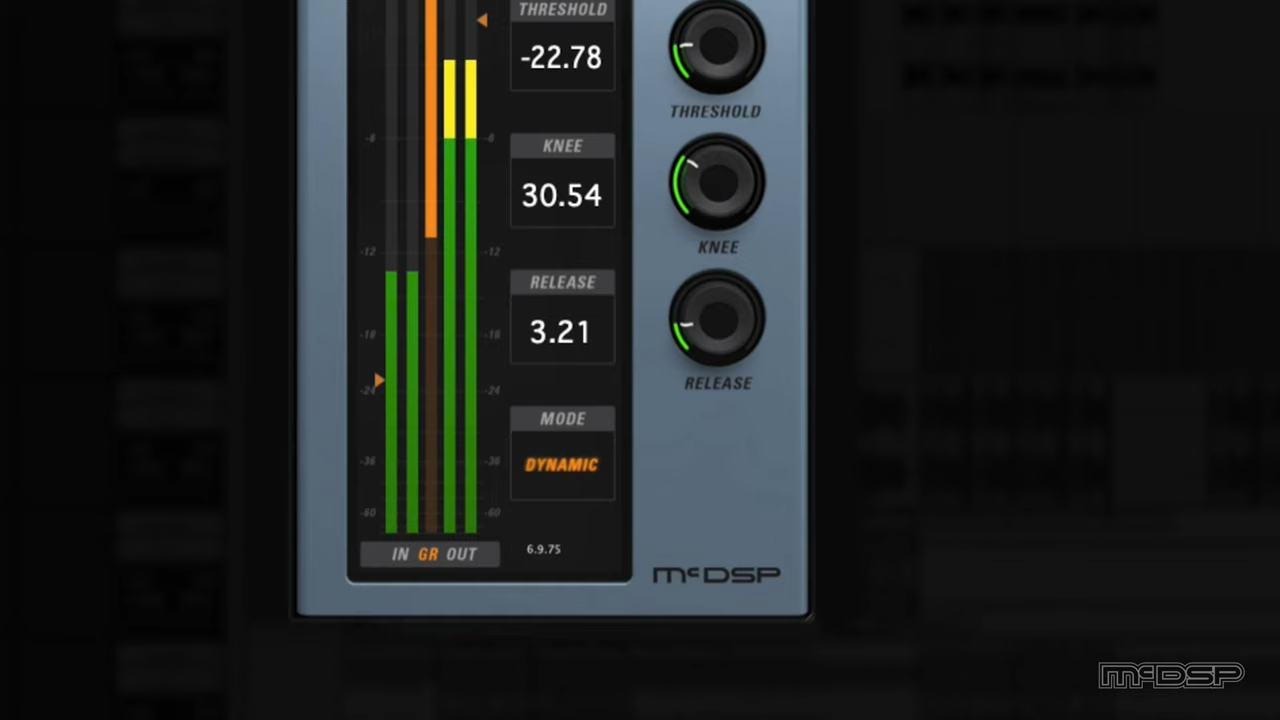 THRESHOLD
-22.78
THRESHOLD
-6 -6
KNEE
30.54
KNEE
-12 -12
RELEASE
3.21
RELEASE
-18 -18
-24 -24
MODE
DYNAMIC
-36 -36
-60 -60
IN GR OUT
6.9.75
McDSP
McDSP